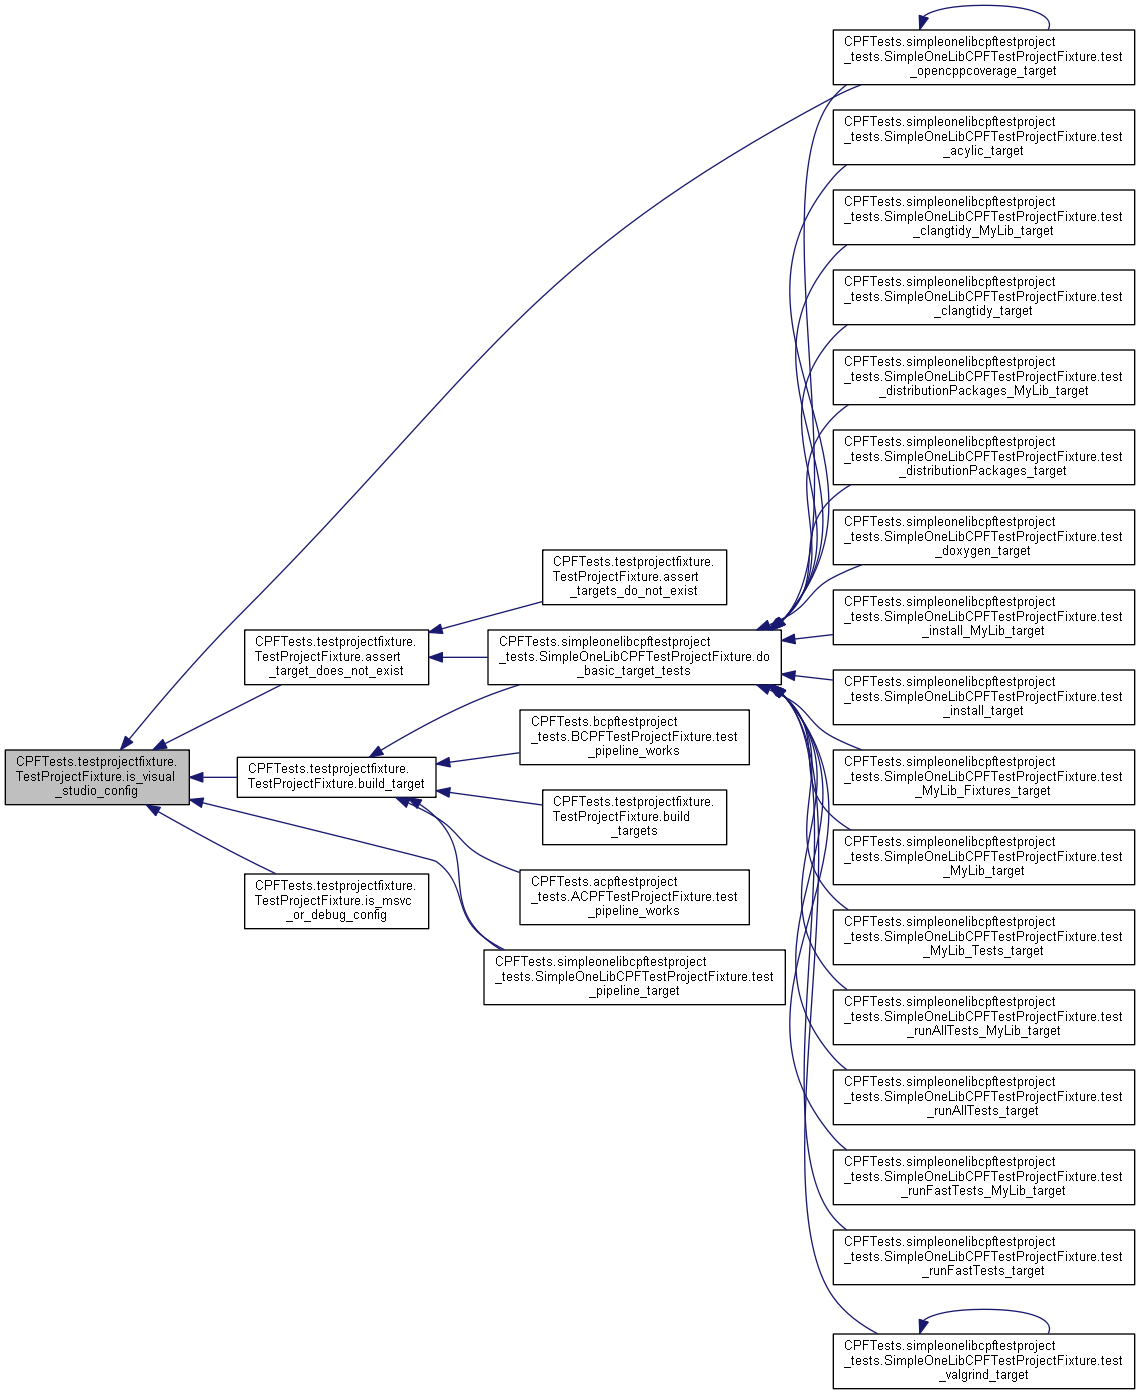 CPFTests.simpleonelibcpftestproject
_tests.SimpleOneLibCPFTestProjectFixture.test
_opencppcoverage_target
CPFTests.simpleonelibcpftestproject
_tests.SimpleOneLibCPFTestProjectFixture.test
_acylic_target
CPFTests.simpleonelibcpftestproject
_tests.SimpleOneLibCPFTestProjectFixture.test
_clangtidy_MyLib_target
CPFTests.simpleonelibcpftestproject
_tests.SimpleOneLibCPFTestProjectFixture.test
_clangtidy_target
CPFTests.simpleonelibcpftestproject
_tests.SimpleOneLibCPFTestProjectFixture.test
_distributionPackages_MyLib_target
CPFTests.simpleonelibcpftestproject
_tests.SimpleOneLibCPFTestProjectFixture.test
_distributionPackages_target
CPFTests.simpleonelibcpftestproject
_tests.SimpleOneLibCPFTestProjectFixture.test
_doxygen_target
CPFTests.testprojectfixture.
TestProjectFixture.assert
_targets_do_not_exist
CPFTests.simpleonelibcpftestproject
_tests.SimpleOneLibCPFTestProjectFixture.test
_install_MyLib_target
CPFTests.testprojectfixture.
TestProjectFixture.assert
_target_does_not_exist
CPFTests.simpleonelibcpftestproject
_tests.SimpleOneLibCPFTestProjectFixture.do
_basic_target_tests
CPFTests.simpleonelibcpftestproject
_tests.SimpleOneLibCPFTestProjectFixture.test
_install_target
CPFTests.bcpftestproject
_tests.BCPFTestProjectFixture.test
_pipeline_works
CPFTests.testprojectfixture.
TestProjectFixture.is_visual
_studio_config
CPFTests.testprojectfixture.
TestProjectFixture.build_target
CPFTests.simpleonelibcpftestproject
_tests.SimpleOneLibCPFTestProjectFixture.test
_MyLib_Fixtures_target
CPFTests.testprojectfixture.
TestProjectFixture.build
_targets
CPFTests.simpleonelibcpftestproject
_tests.SimpleOneLibCPFTestProjectFixture.test
_MyLib_target
CPFTests.testprojectfixture.
TestProjectFixture.is_msvc
_or_debug_config
CPFTests.acpftestproject
_tests.ACPFTestProjectFixture.test
_pipeline_works
CPFTests.simpleonelibcpftestproject
_tests.SimpleOneLibCPFTestProjectFixture.test
_MyLib_Tests_target
CPFTests.simpleonelibcpftestproject
_tests.SimpleOneLibCPFTestProjectFixture.test
_pipeline_target
CPFTests.simpleonelibcpftestproject
_tests.SimpleOneLibCPFTestProjectFixture.test
_runAllTests_MyLib_target
CPFTests.simpleonelibcpftestproject
_tests.SimpleOneLibCPFTestProjectFixture.test
_runAllTests_target
CPFTests.simpleonelibcpftestproject
_tests.SimpleOneLibCPFTestProjectFixture.test
_runFastTests_MyLib_target
CPFTests.simpleonelibcpftestproject
_tests.SimpleOneLibCPFTestProjectFixture.test
_runFastTests_target
CPFTests.simpleonelibcpftestproject
_tests.SimpleOneLibCPFTestProjectFixture.test
_valgrind_target